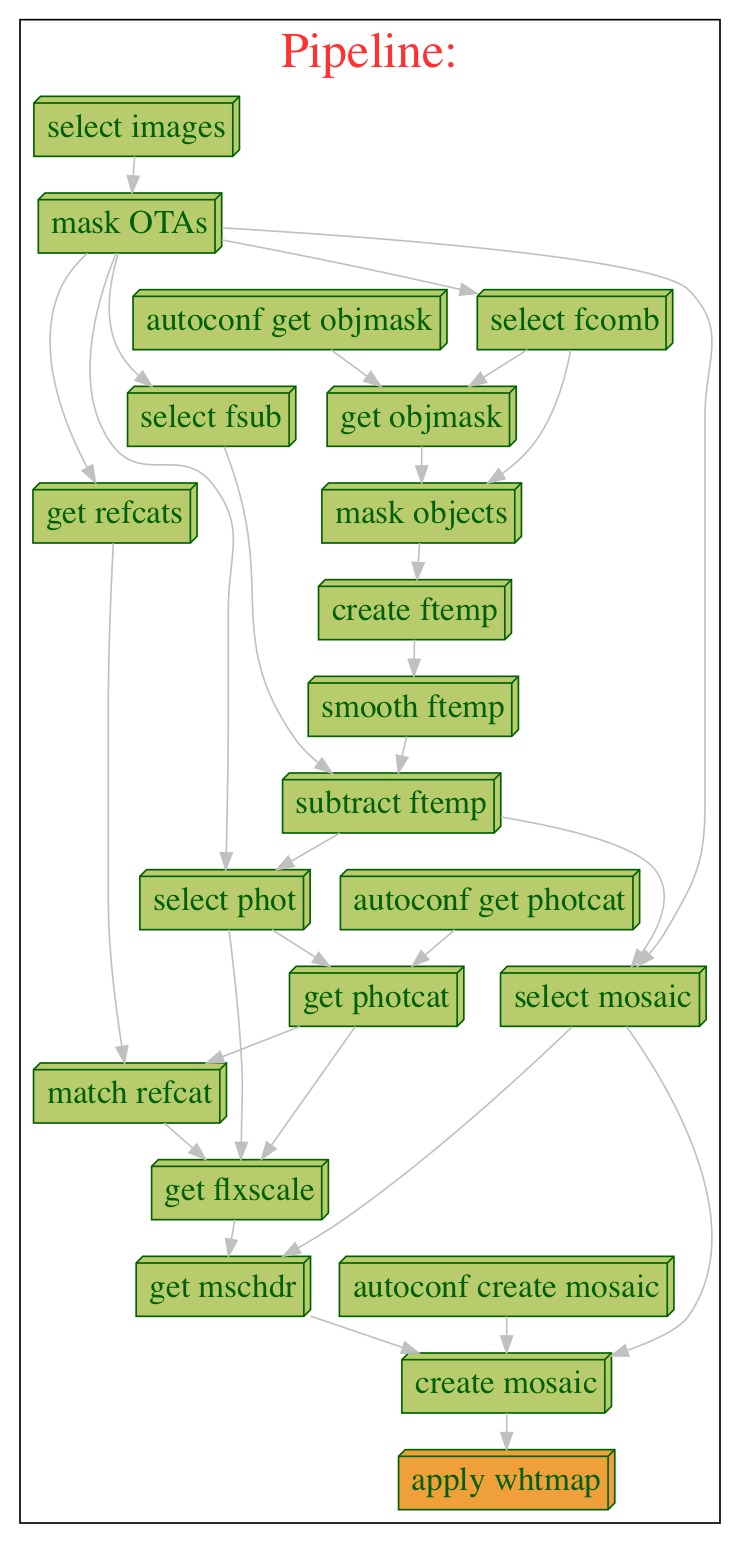 Pipeline:
select images
mask OTAs
autoconf get objmask
select fcomb
select fsub
get objmask
get refcats
mask objects
create ftemp
smooth ftemp
subtract ftemp
select phot
autoconf get photcat
get photcat
select mosaic
match refcat
get flxscale
get mschdr
autoconf create mosaic
create mosaic
apply whtmap